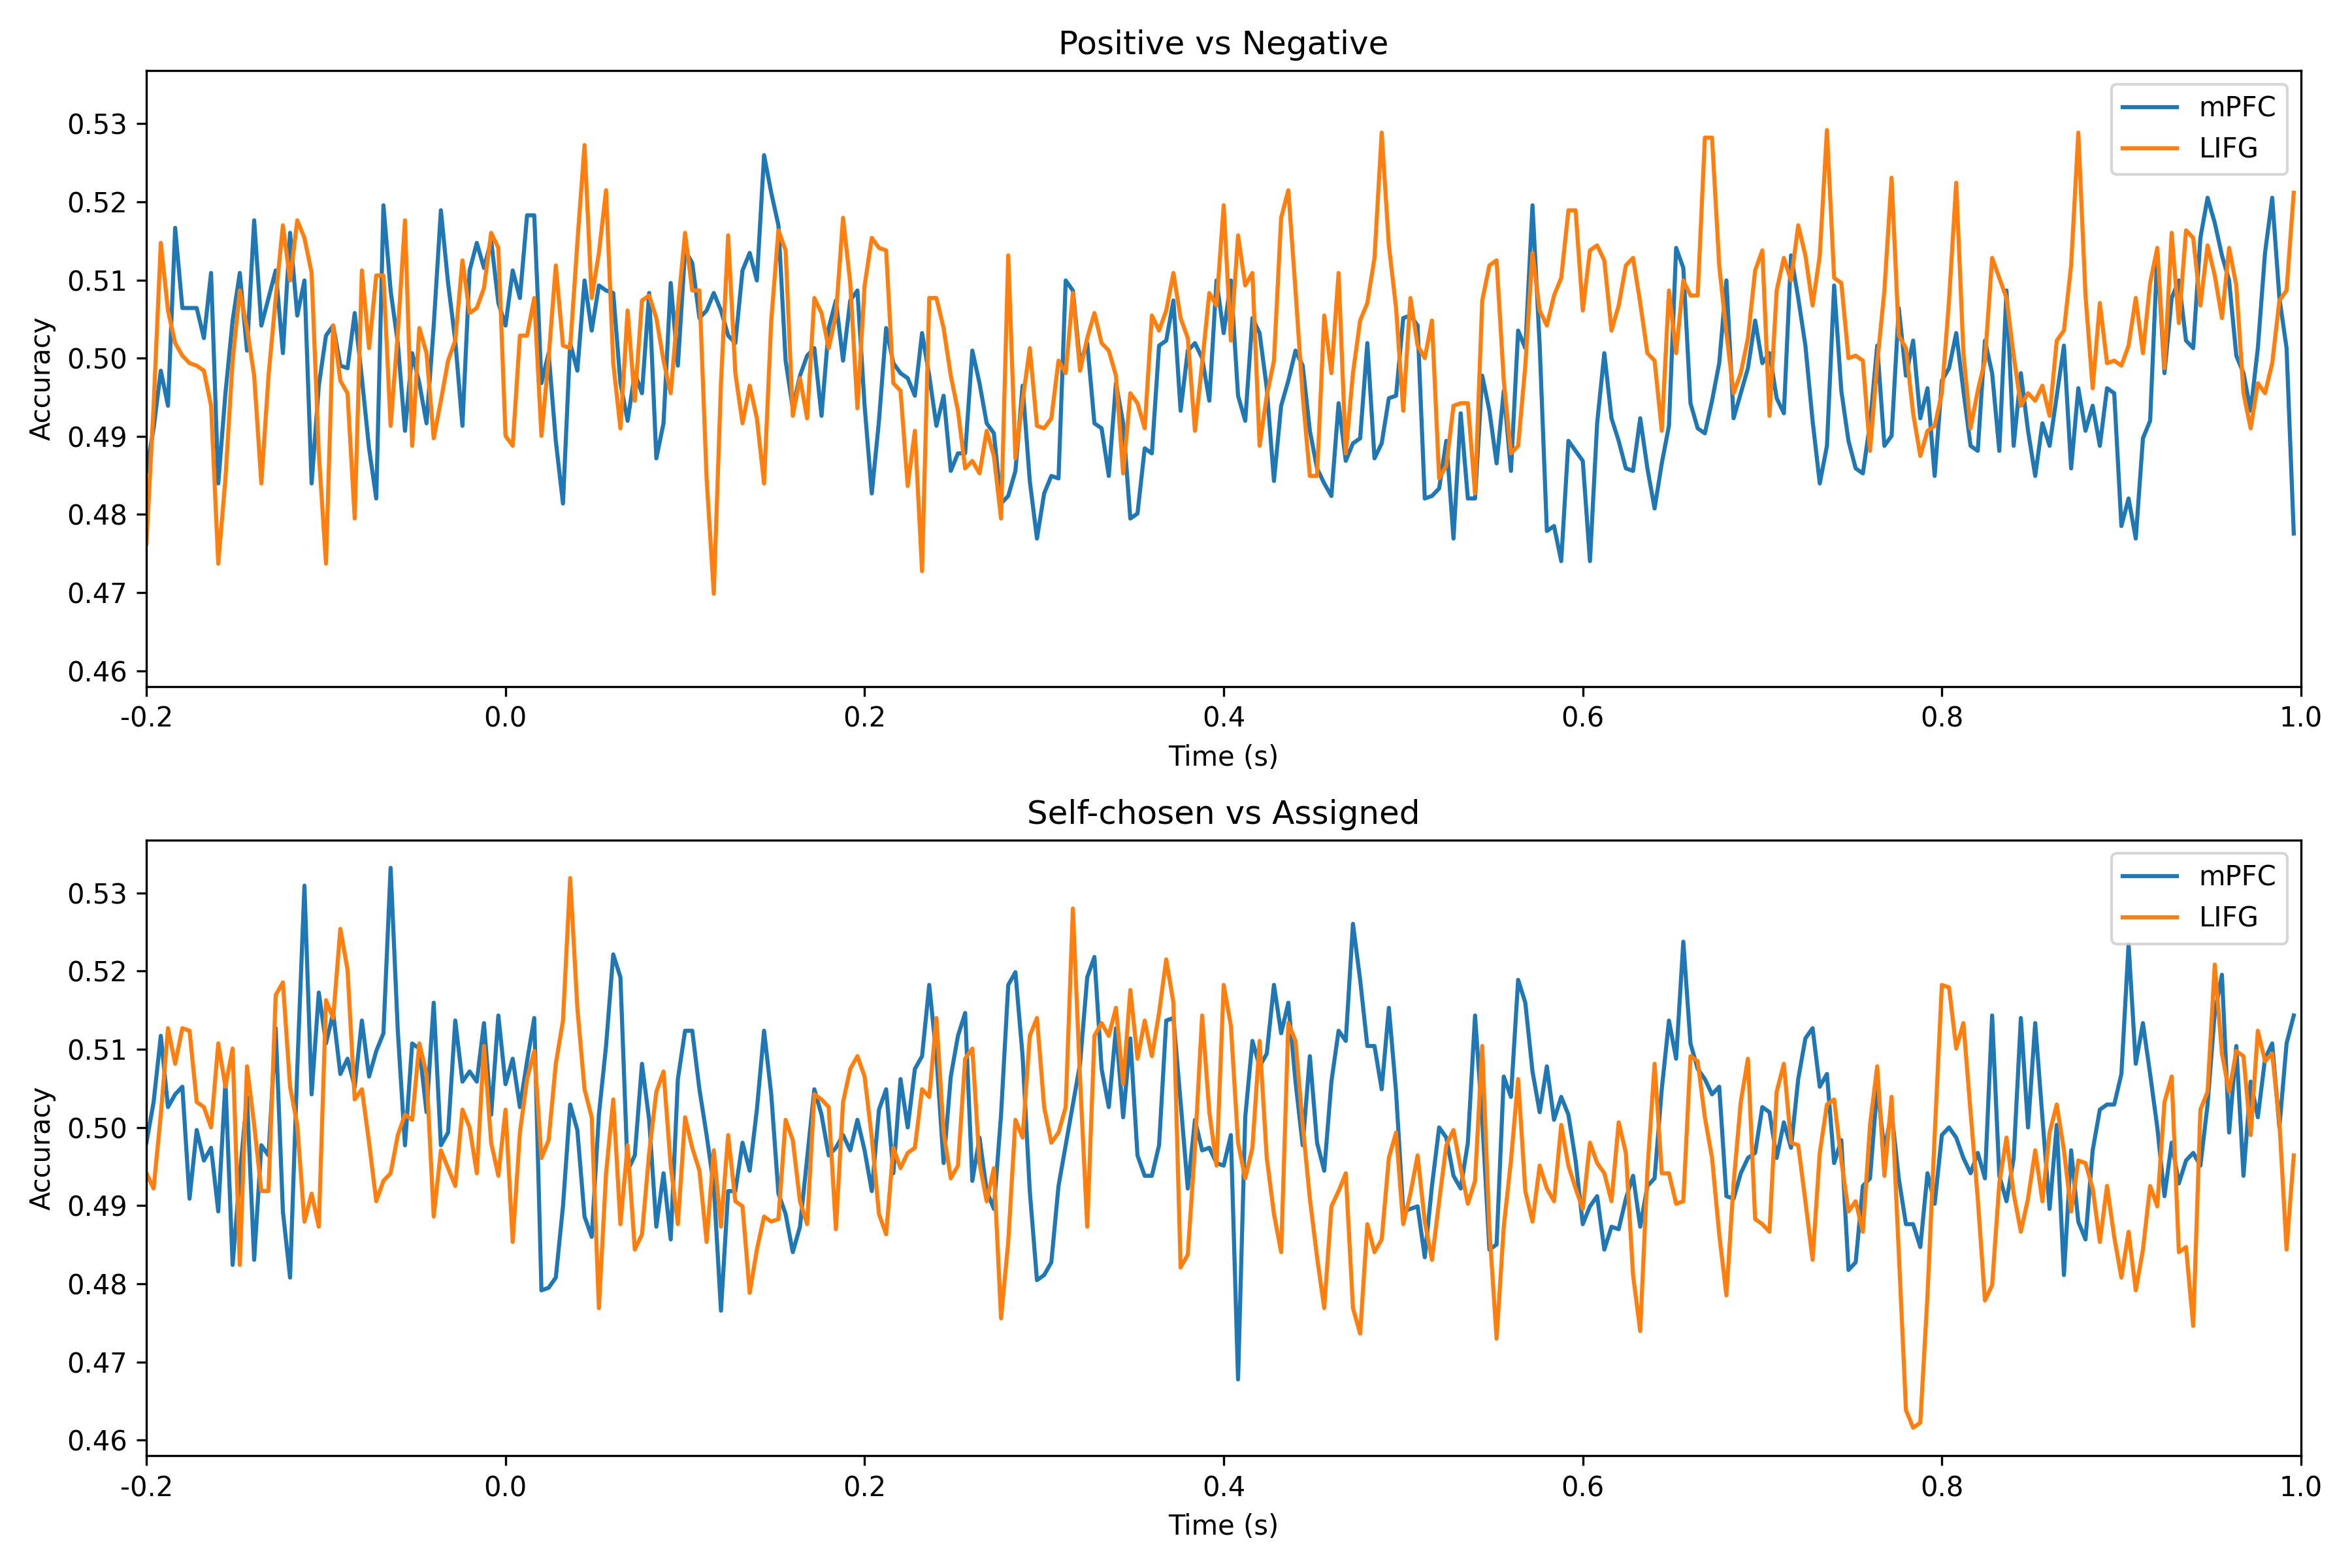 Positive vs Negative
mPFC
LIFG
Accuracy
0.53
0.52
0.51
0.50
0.49
0.48
0.47
0.46
-0.2 0.0 0.2 0.4 0.6 0.8 1.0
Time (s)
Self-chosen vs Assigned
mPFC
LIFG
Accuracy
0.53
0.52
0.51
0.50
0.49
0.48
0.47
0.46
-0.2 0.0 0.2 0.4 0.6 0.8 1.0
Time (s)